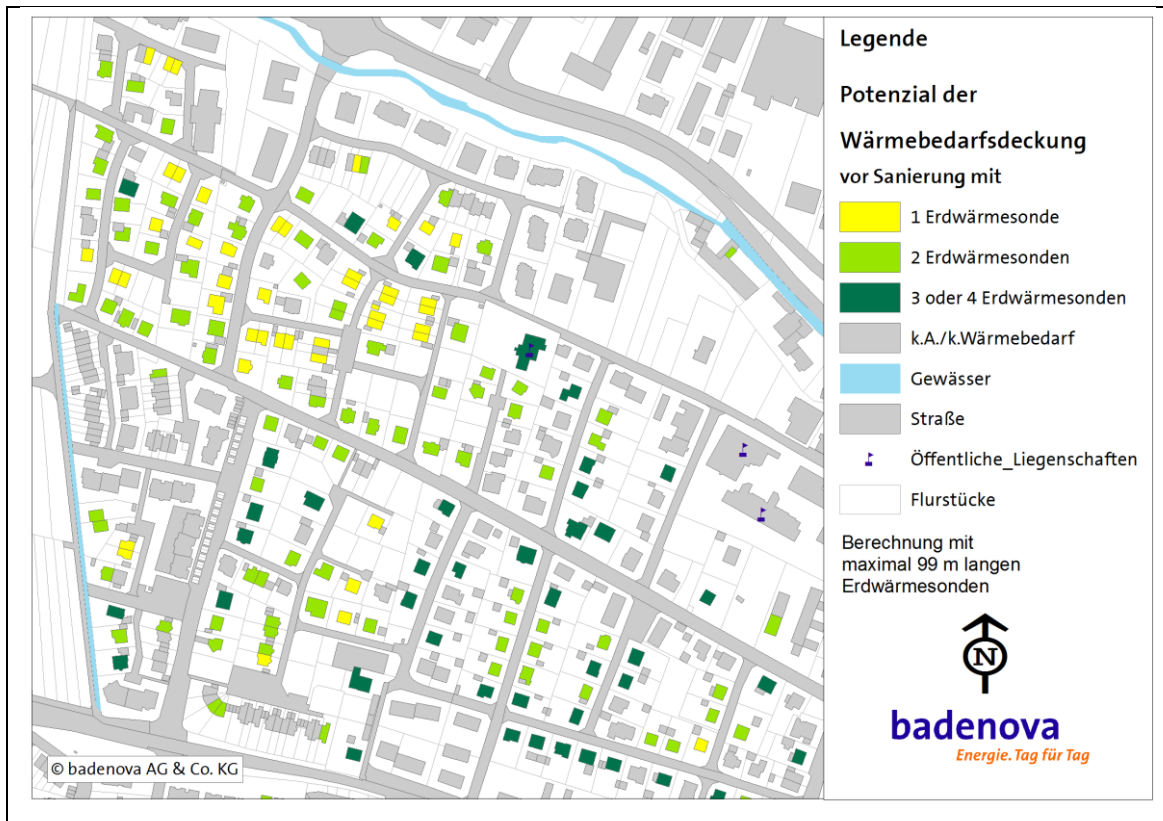 Legende
Potenzial der
Wärmebedarfsdeckung
vor Sanierung mit
1 Erdwärmesonde
2 Erdwärmesonden
3 oder 4 Erdwärmesonden
k.A./k.Wärmebedarf
Gewässer
Straße
Öffentliche_Liegenschaften
Flurstücke
Berechnung mit
maximal 99 m langen
Erdwärmesonden
N
badenova
Energie. Tag für Tag
© badenova AG & Co. KG